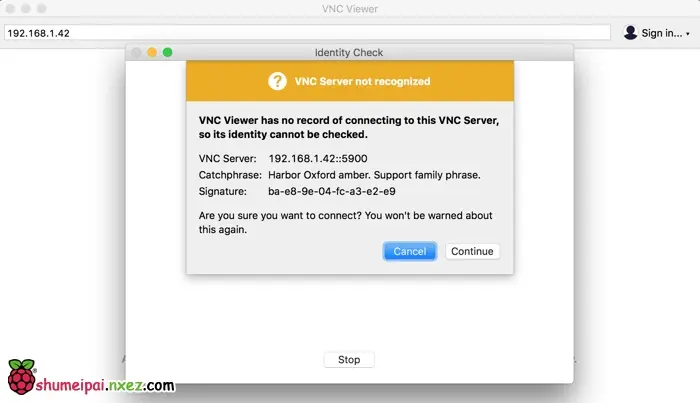 VNC Viewer
192.168.1.42
Sign in...
Identity Check
VNC Server not recognized
VNC Viewer has no record of connecting to this VNC Server,
so its identity cannot be checked.
VNC Server: 192.168.1.42::5900
Catchphrase: Harbor Oxford amber. Support family phrase.
Signature: ba-e8-9e-04-fc-a3-e2-e9
Are you sure you want to connect? You won't be warned about
this again.
Cancel Continue
Stop
shumeipai.nxez.com